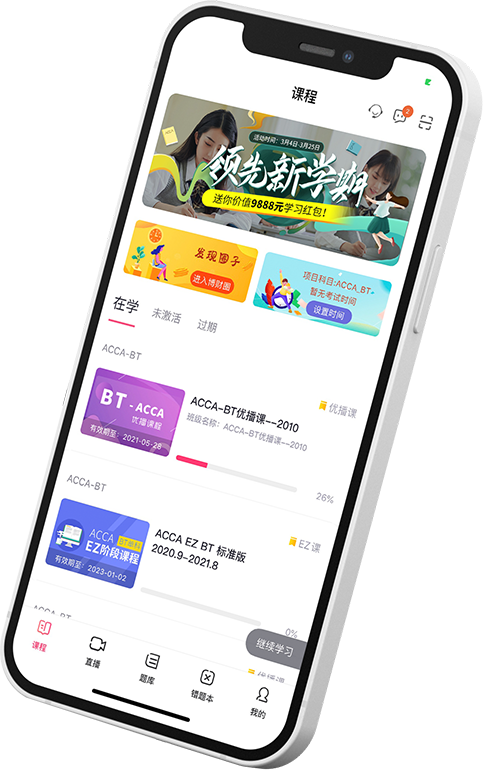 课程
2
活动时间：3月4日-3月25日
领先新学期
送你价值9888元学习红包！
发现圈子
进入博财圈
项目科目:ACCA_BT-
暂无考试时间
设置时间
在学
未激活
过期
ACCA-BT
BT - ACCA
优播课程
有效期至：2021-05-28
ACCA-BT优播课--2010
优播课
班级名称：ACCA-BT优播课--2010
26%
ACCA-BT
ACCA
EZ阶段课程
有效期至：2023-01-02
ACCA EZ BT 标准版
2020.9-2021.8
EZ课
0%
ACCA-BT
继续学习
课程
直播
题库
错题本
我的